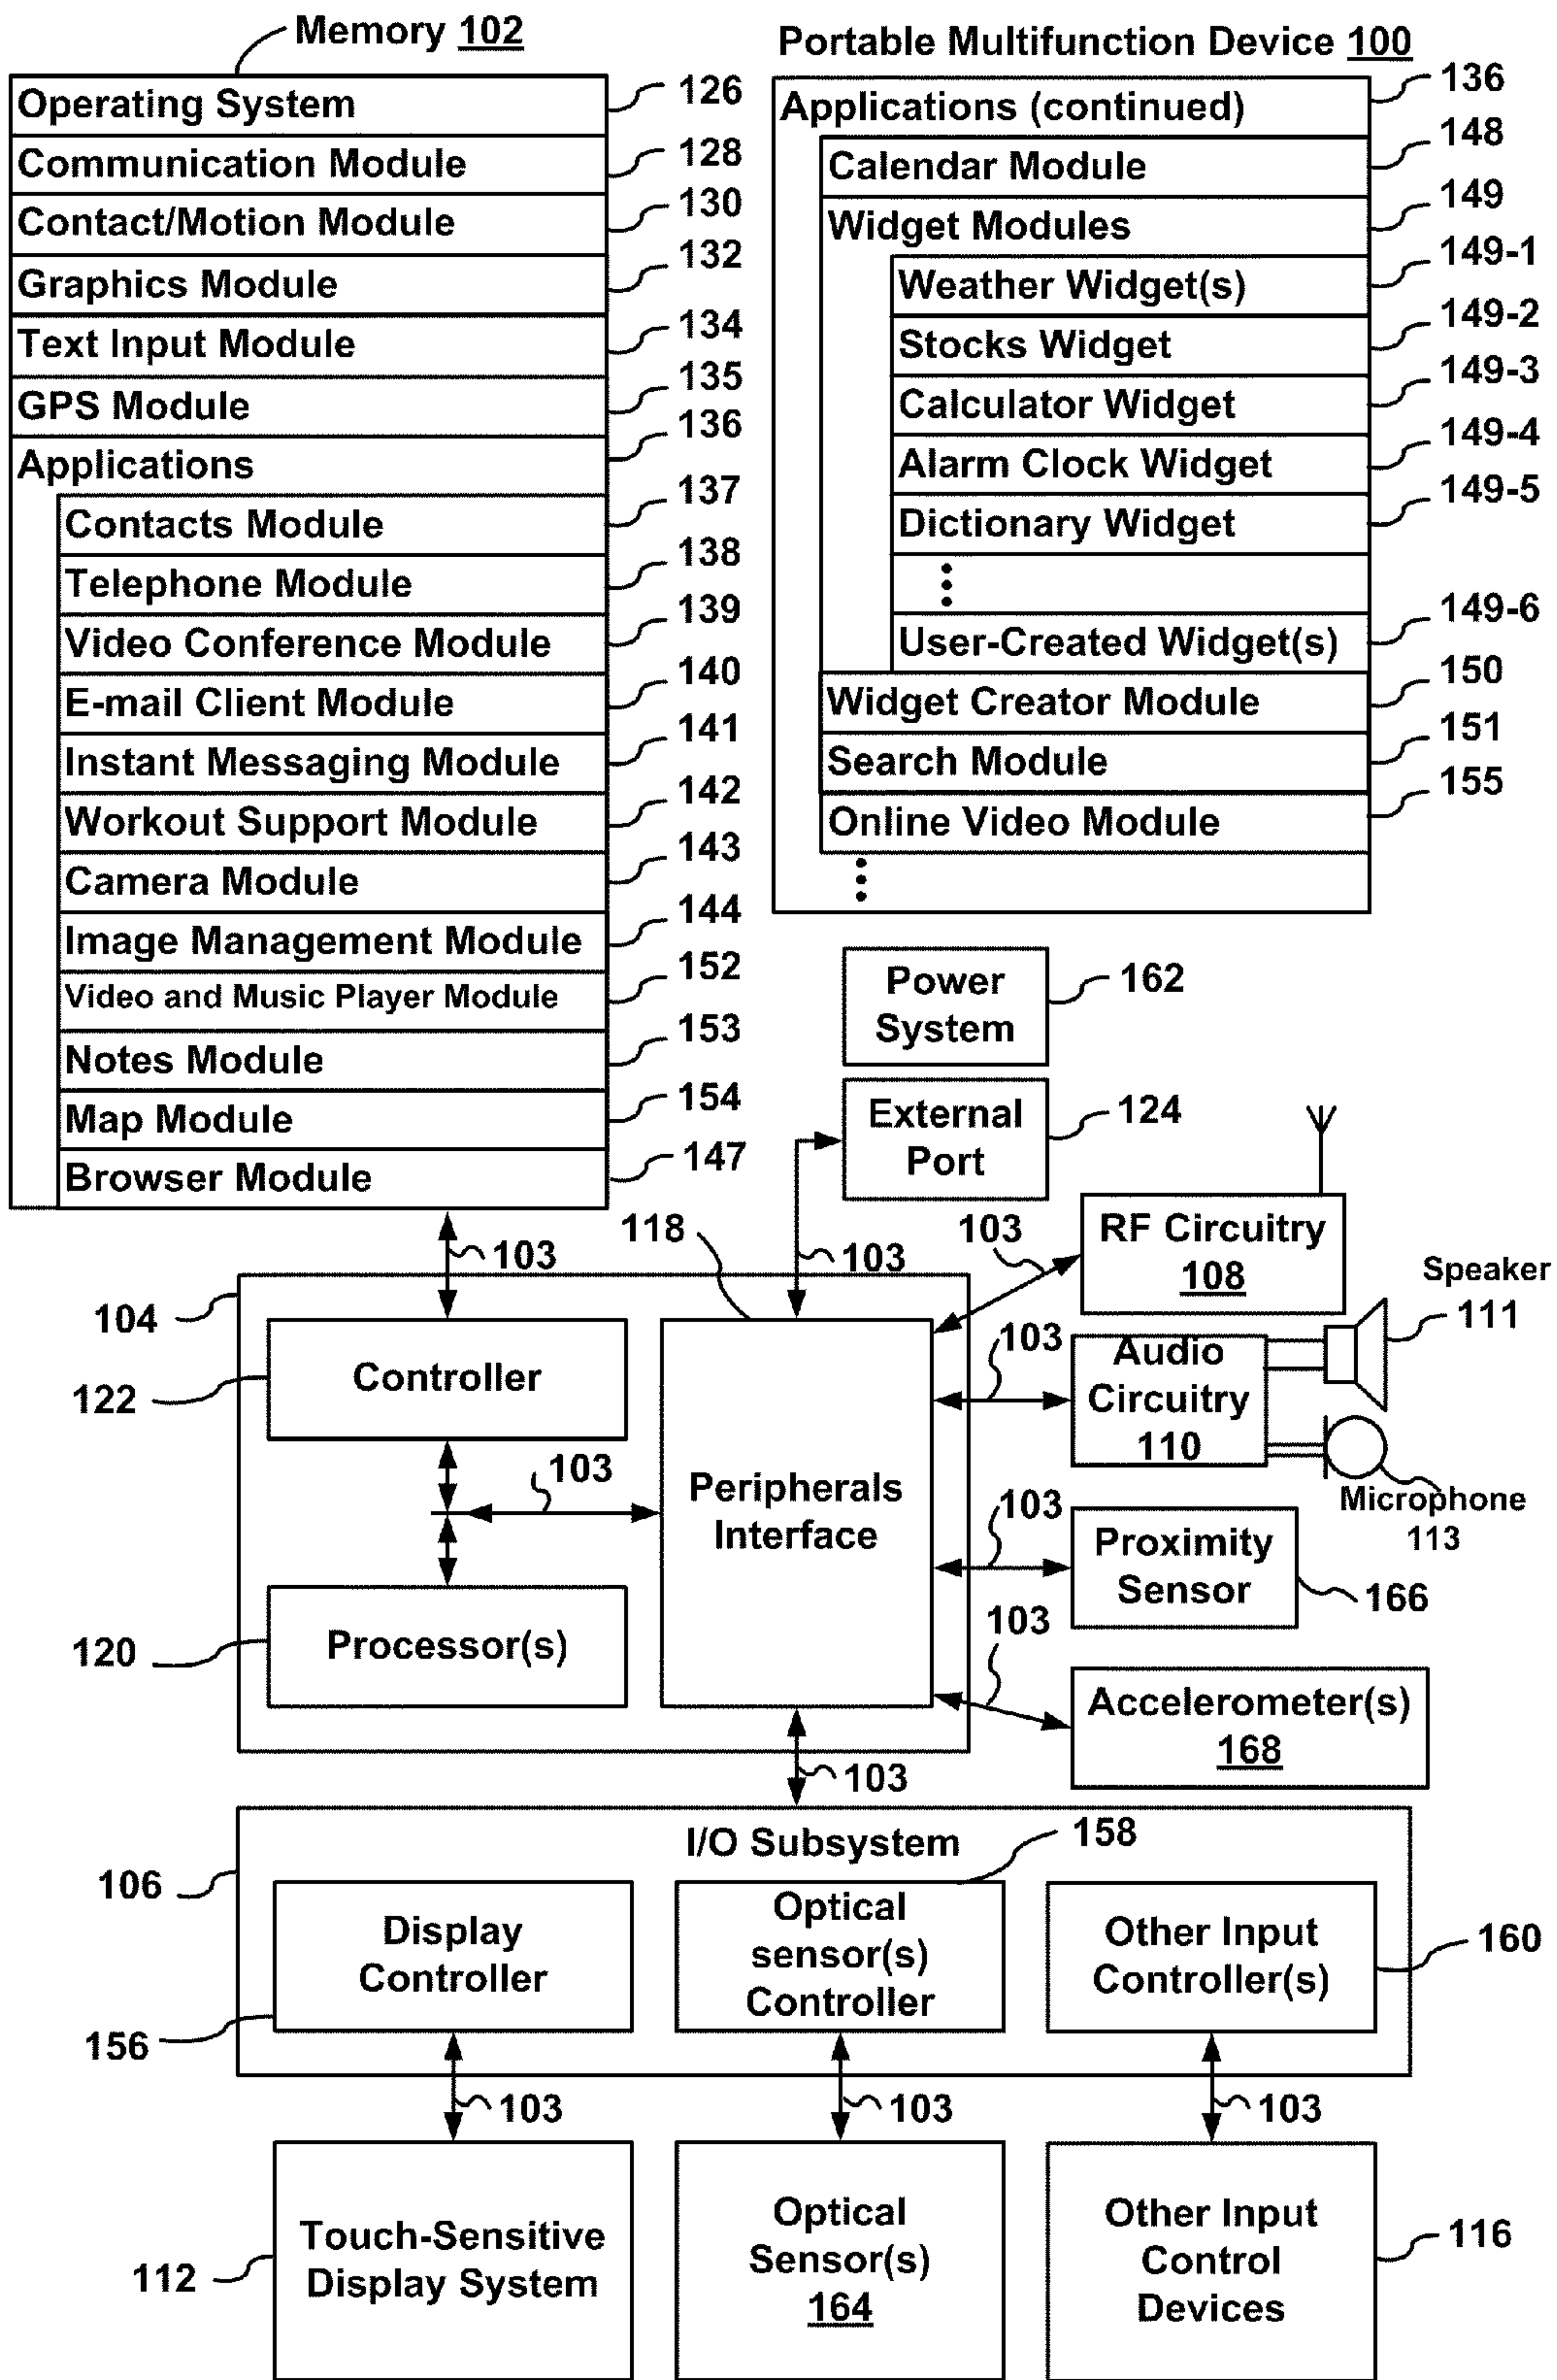 Memory 102
Operating System 126
Communication Module 128
Contact/Motion Module 130
Graphics Module 132
Text Input Module 134
GPS Module 135
Applications 136
Contacts Module 137
Telephone Module 138
Video Conference Module 139
E-mail Client Module 140
Instant Messaging Module 141
Workout Support Module 142
Camera Module 143
Image Management Module 144
Video and Music Player Module 152
Notes Module 153
Map Module 154
Browser Module 147
Portable Multifunction Device 100
Applications (continued) 136
Calendar Module 148
Widget Modules 149
Weather Widget(s) 149-1
Stocks Widget 149-2
Calculator Widget 149-3
Alarm Clock Widget 149-4
Dictionary Widget 149-5
User-Created Widget(s) 149-6
Widget Creator Module 150
Search Module 151
Online Video Module 155
Power
System
162
External
Port
124
103
118
103
103
RF Circuitry
108
Speaker
111
104
Controller
122
103
Audio
Circuitry
110
Microphone
113
103
Peripherals
Interface
103
Proximity
Sensor
166
120
Processor(s)
103
Accelerometer(s)
168
103
I/O Subsystem
158
106
Display
Controller
156
Optical
sensor(s)
Controller
Other Input
Controller(s)
160
103
103
103
Touch-Sensitive
Display System
112
Optical
Sensor(s)
164
Other Input
Control
Devices
116